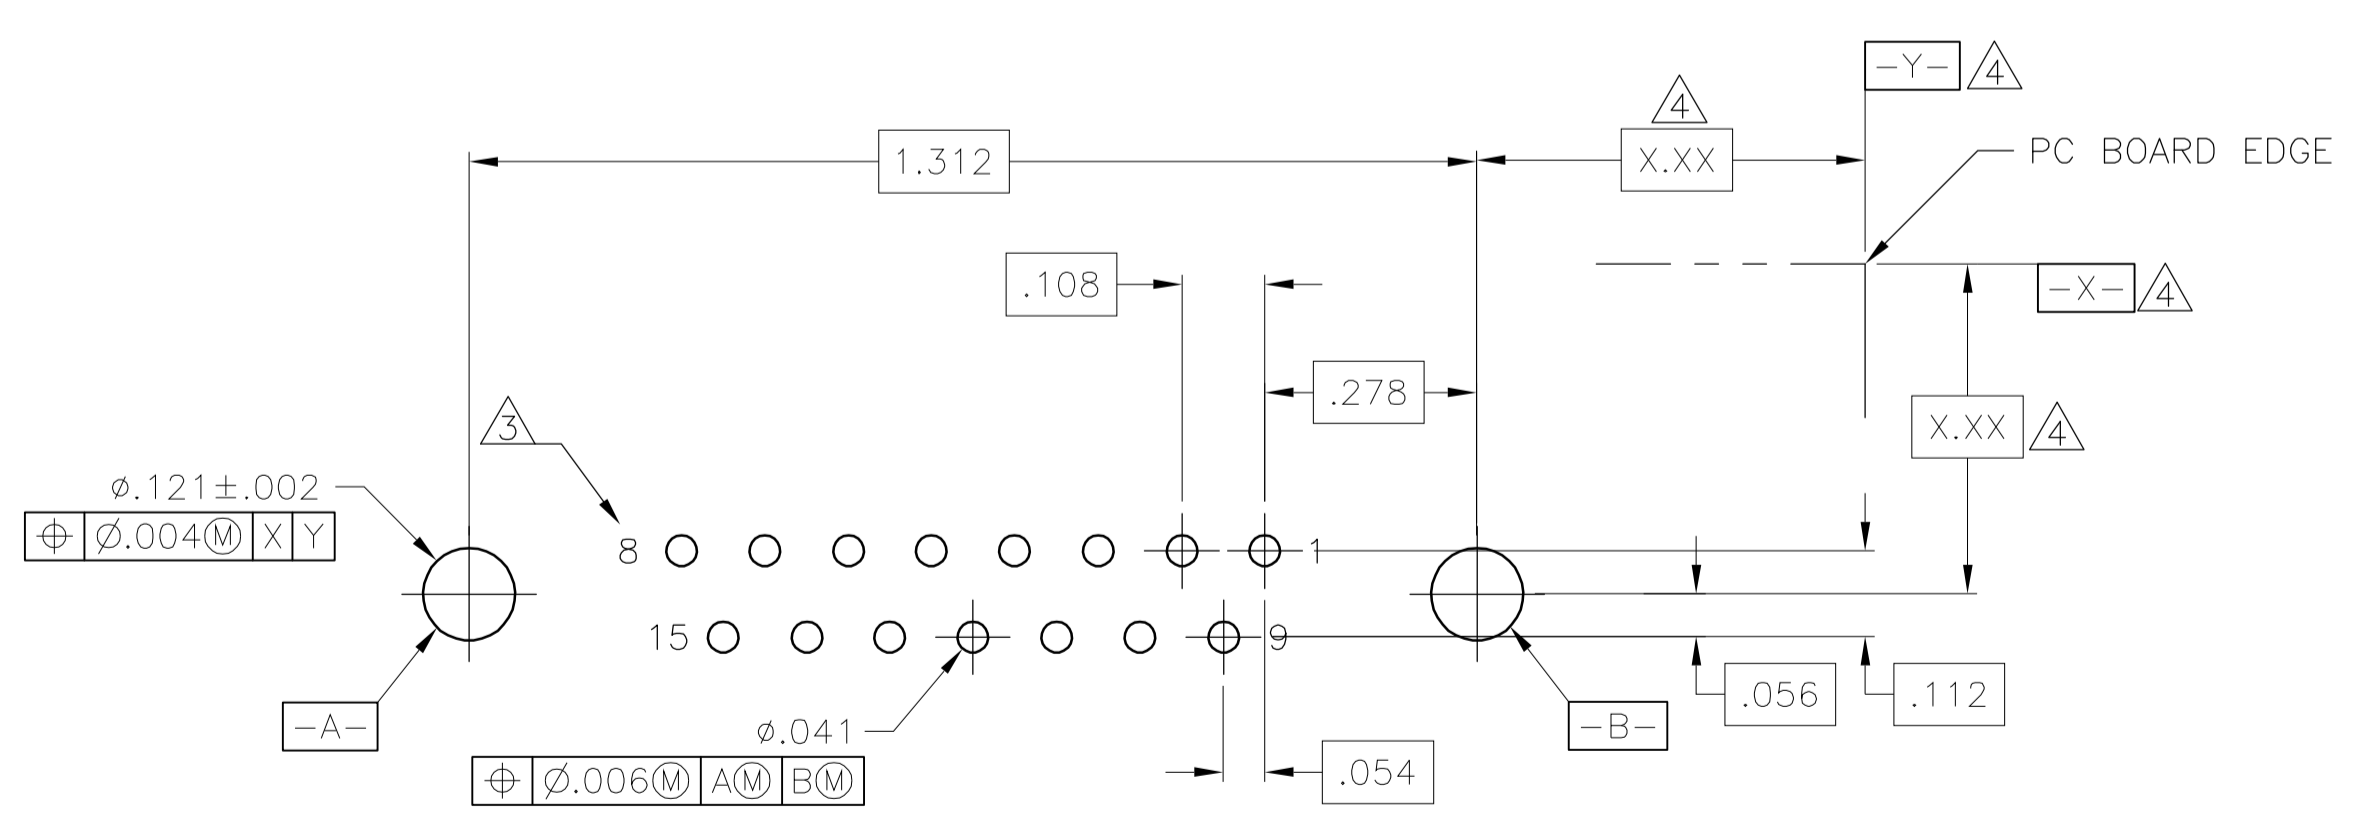 -Y- 4
4
1.312
X.XX
PC BOARD EDGE
.108
-X- 4
.278
3
X.XX 4
⌀.121±.002
⌖ ⌀.004Ⓜ X Y
8 1
15 9
-A-
⌀.041
⌖ ⌀.006Ⓜ AⓂ BⓂ
-B-
.056
.112
.054